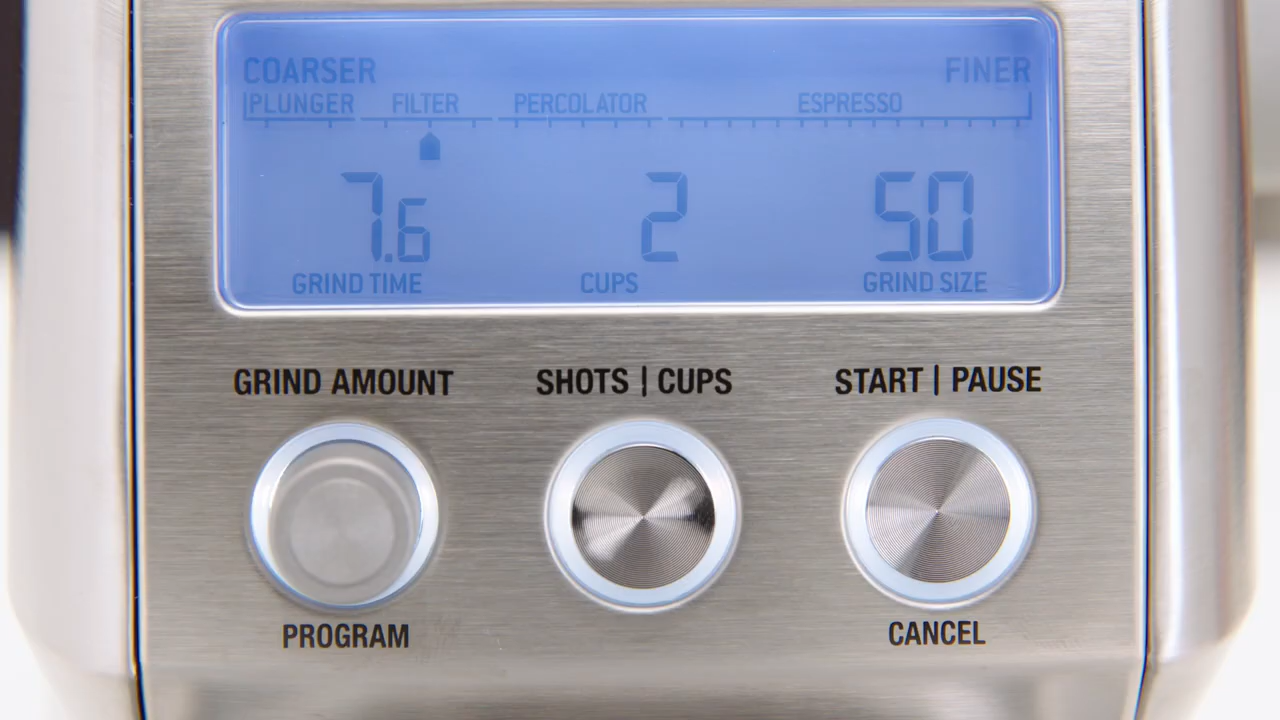 COARSER FINER
PLUNGER FILTER PERCOLATOR ESPRESSO
7.6 2 50
GRIND TIME CUPS GRIND SIZE
GRIND AMOUNT SHOTS | CUPS START | PAUSE
PROGRAM CANCEL